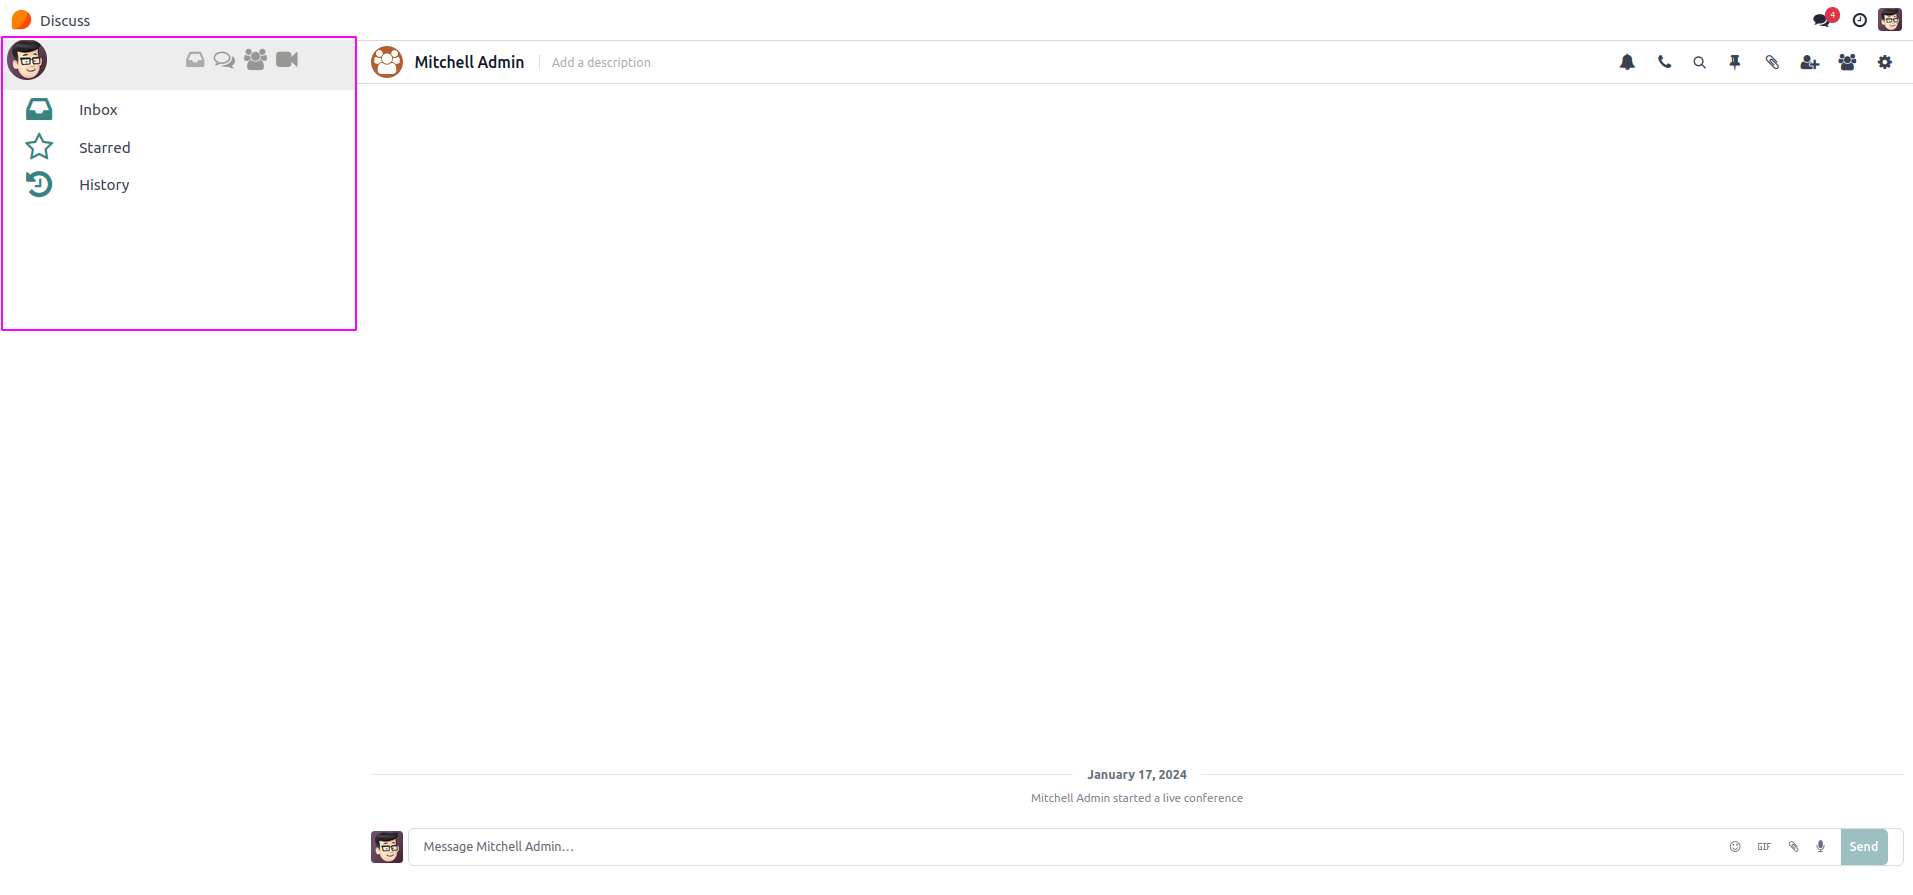 Discuss
4
Mitchell Admin
Add a description
Inbox
Starred
History
January 17, 2024
Mitchell Admin started a live conference
Message Mitchell Admin...
GIF
Send